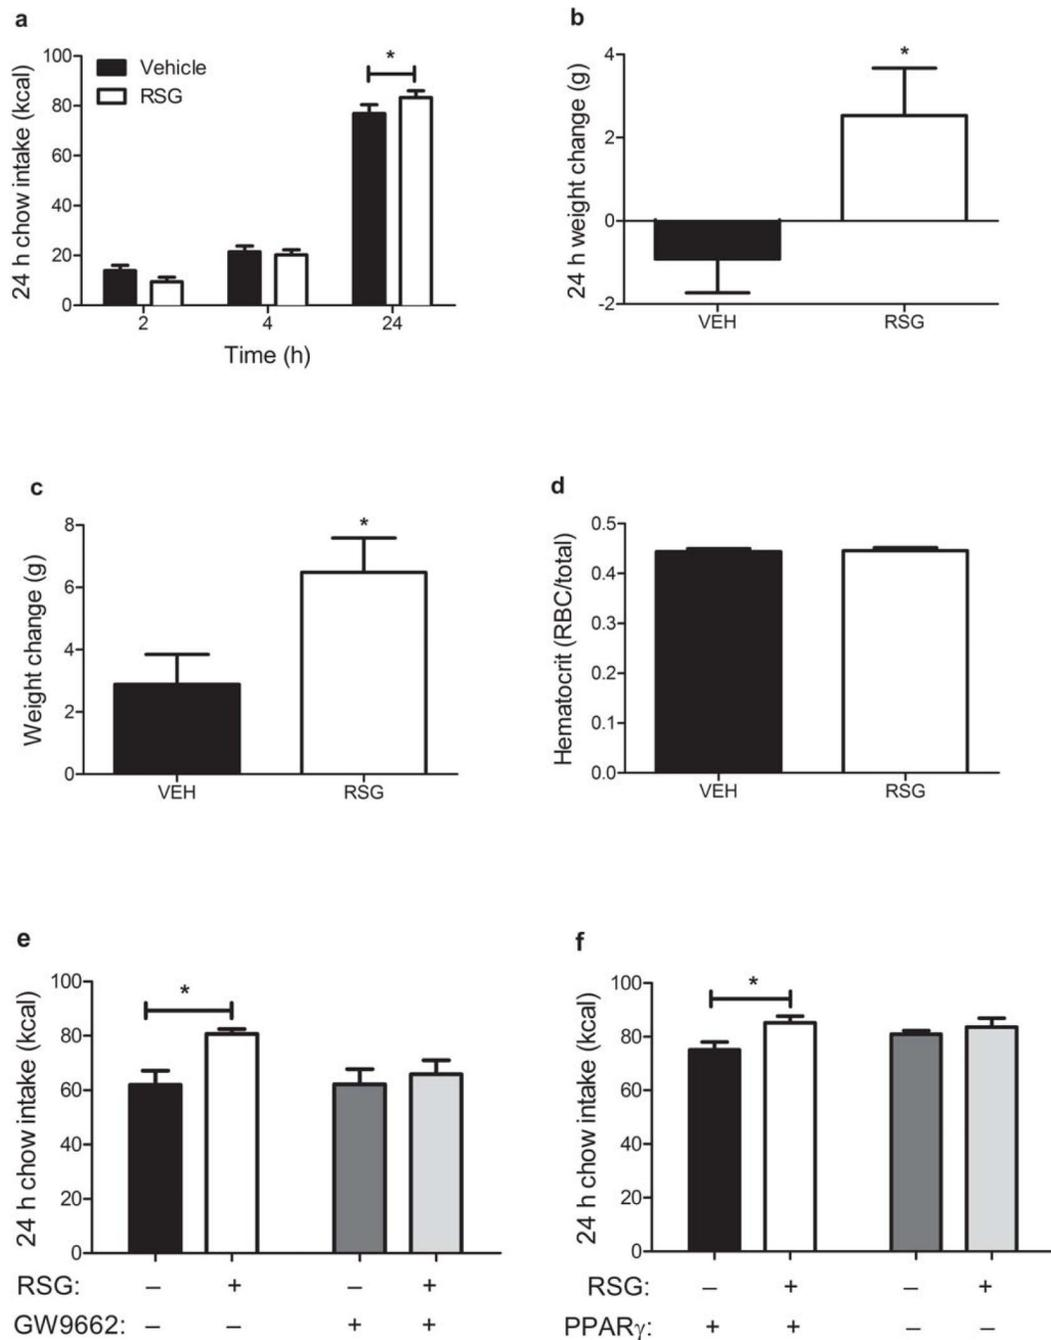 a
24 h chow intake (kcal)
100
80
60
40
20
0
Vehicle
RSG
*
2 4 24
Time (h)
b
24 h weight change (g)
4
2
0
-2
*
VEH RSG
c
Weight change (g)
8
6
4
2
0
*
VEH RSG
d
Hematocrit (RBC/total)
0.5
0.4
0.3
0.2
0.1
0.0
VEH RSG
e
24 h chow intake (kcal)
100
80
60
40
20
0
*
RSG: – + – +
GW9662: – – + +
f
24 h chow intake (kcal)
100
80
60
40
20
0
*
RSG: – + – +
PPARγ: + + – –